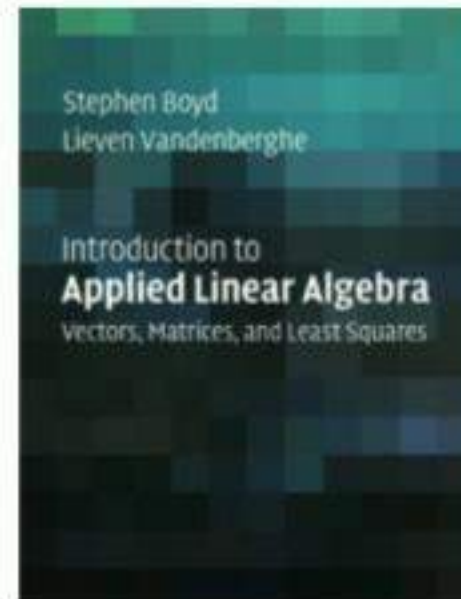 Stephen Boyd
Lieven Vandenberghe
Introduction to
Applied Linear Algebra
Vectors, Matrices, and Least Squares